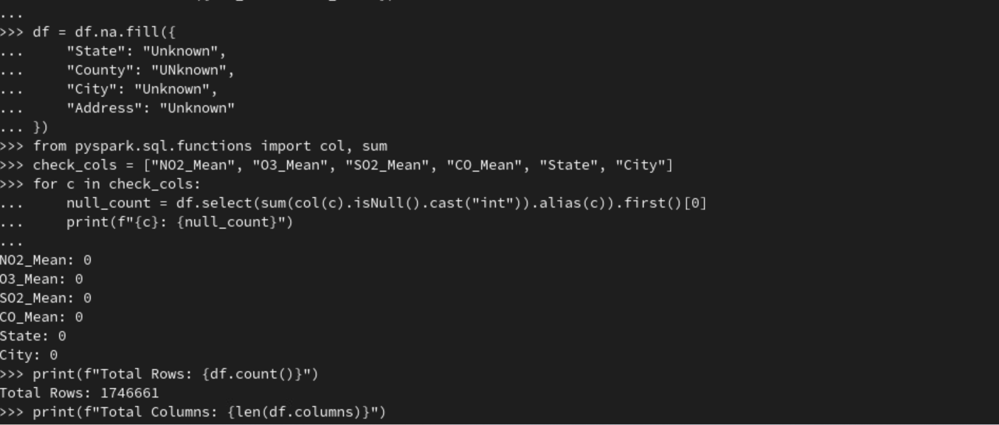 ...
>>> df = df.na.fill({
...     "State": "Unknown",
...     "County": "UNknown",
...     "City": "Unknown",
...     "Address": "Unknown"
... })
>>> from pyspark.sql.functions import col, sum
>>> check_cols = ["NO2_Mean", "O3_Mean", "SO2_Mean", "CO_Mean", "State", "City"]
>>> for c in check_cols:
...     null_count = df.select(sum(col(c).isNull().cast("int")).alias(c)).first()[0]
...     print(f"{c}: {null_count}")
...
NO2_Mean: 0
O3_Mean: 0
SO2_Mean: 0
CO_Mean: 0
State: 0
City: 0
>>> print(f"Total Rows: {df.count()}")
Total Rows: 1746661
>>> print(f"Total Columns: {len(df.columns)}")